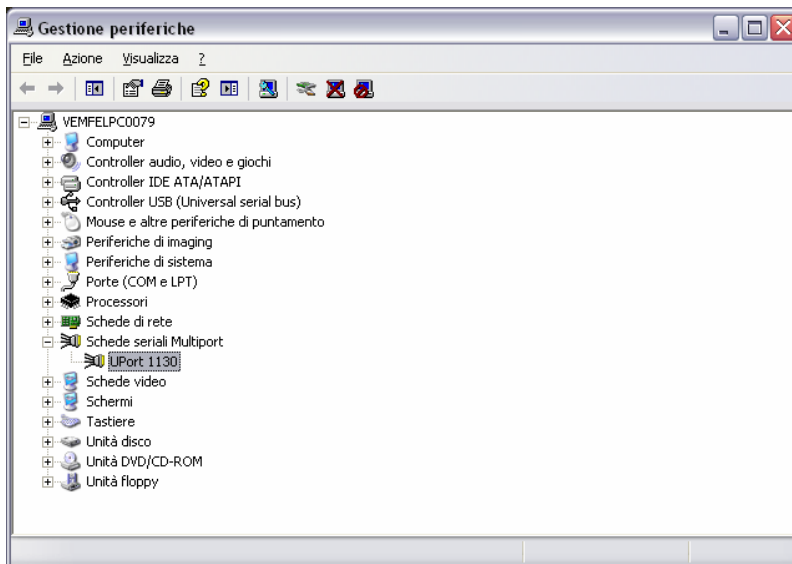 Gestione periferiche
File Azione Visualizza ?
VEMFELPC0079
Computer
Controller audio, video e giochi
Controller IDE ATA/ATAPI
Controller USB (Universal serial bus)
Mouse e altre periferiche di puntamento
Periferiche di imaging
Periferiche di sistema
Porte (COM e LPT)
Processori
Schede di rete
Schede seriali Multiport
UPort 1130
Schede video
Schermi
Tastiere
Unità disco
Unità DVD/CD-ROM
Unità floppy